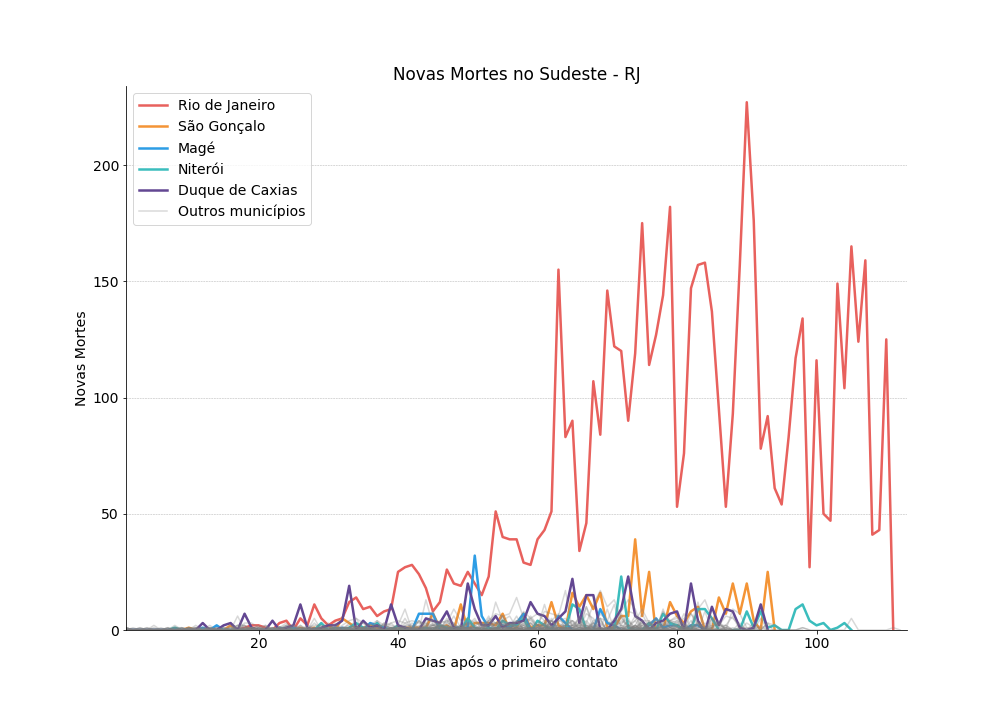 Novas Mortes no Sudeste - RJ
Rio de Janeiro
São Gonçalo
Magé
Niterói
Duque de Caxias
Outros municípios
Novas Mortes
200
150
100
50
0
20
40
60
80
100
Dias após o primeiro contato